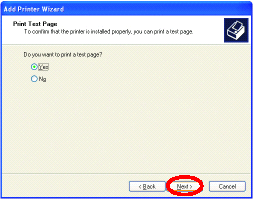 Add Printer Wizard
Print Test Page
To confirm that the printer is installed properly, you can print a test page.
Do you want to print a test page?
Yes
No
< Back
Next >
Cancel